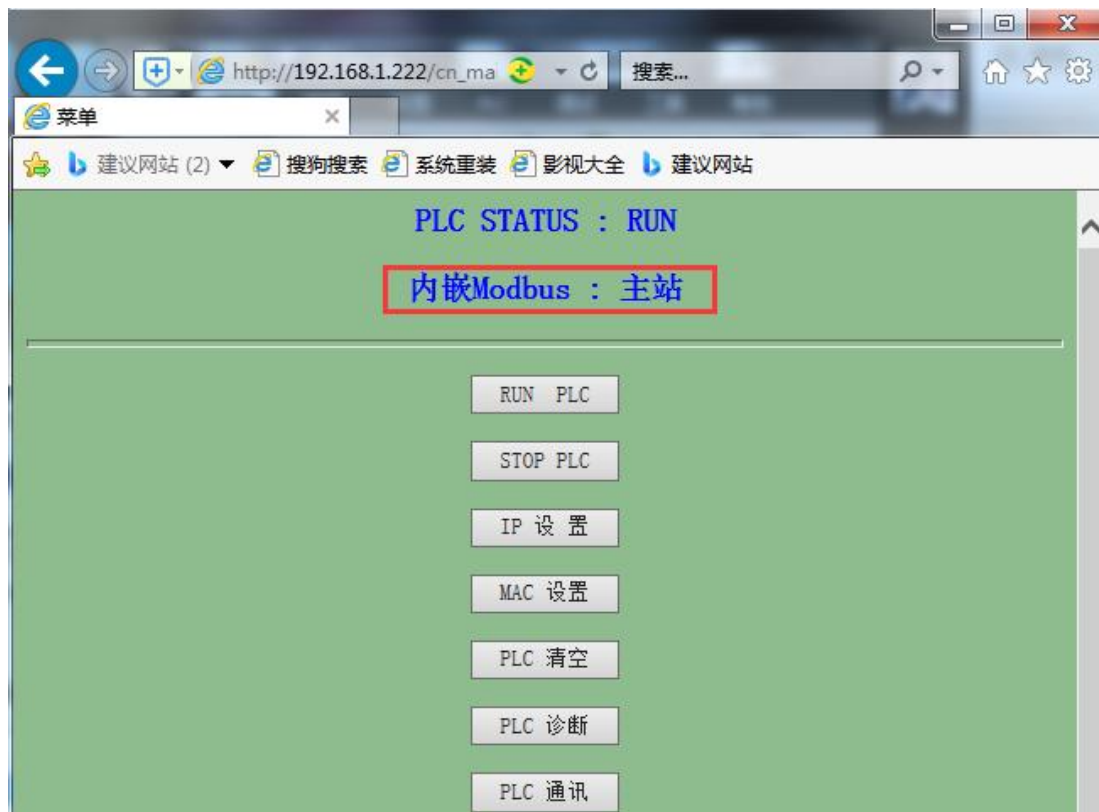 http://192.168.1.222/cn_ma
搜索...
菜单
建议网站 (2)
搜狗搜索
系统重装
影视大全
建议网站
PLC STATUS : RUN
内嵌Modbus : 主站
RUN PLC
STOP PLC
IP 设 置
MAC 设置
PLC 清空
PLC 诊断
PLC 通讯